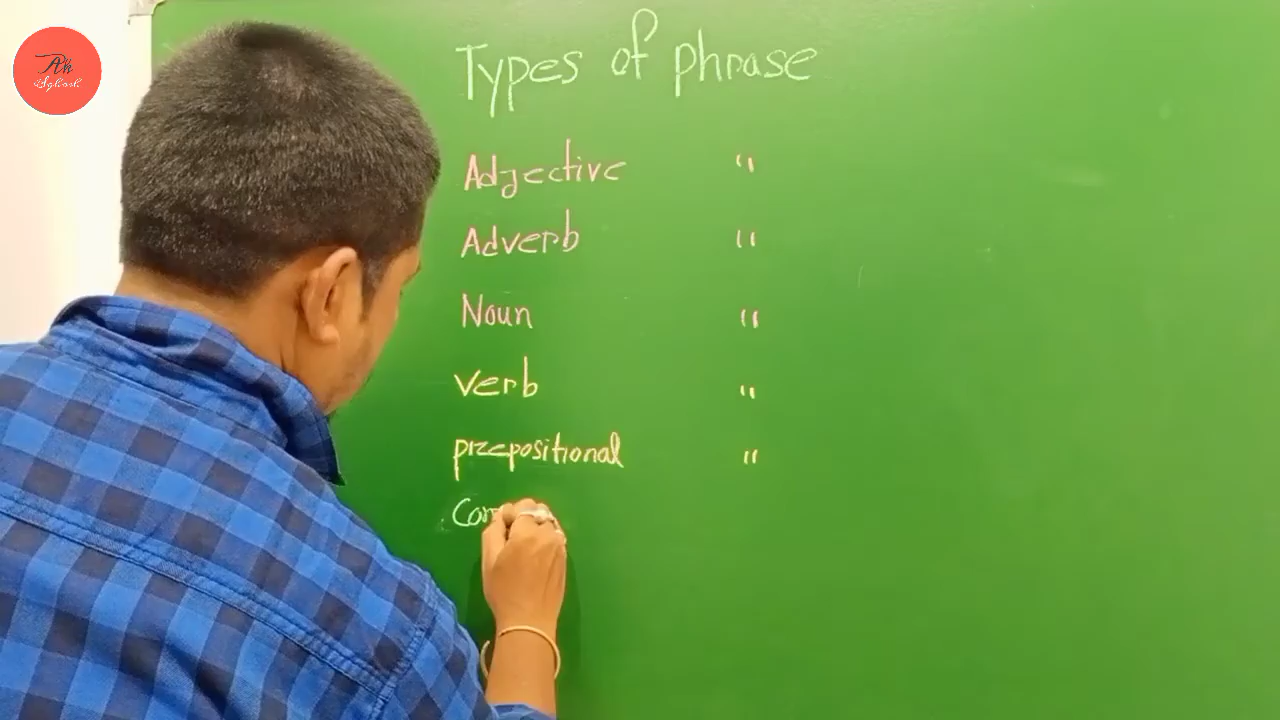 Types of phrase
Adjective "
Adverb "
Noun "
verb "
prepositional "